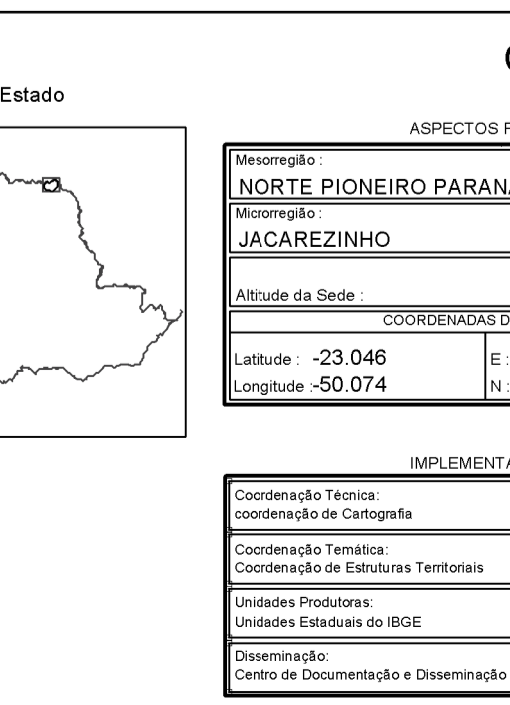 Estado
ASPECTOS
Mesorregião :
NORTE PIONEIRO
Microrregião :
JACAREZINHO
Altitude da Sede :
COORDENADAS
Latitude : -23.046
E :
Longitude :-50.074
N :
Coordenação Técnica:
coordenação de Cartografia
Coordenação Temática:
Coordenação de Estruturas Territoriais
Unidades Produtoras:
Unidades Estaduais do IBGE
Disseminação:
Centro de Documentação e Disseminação